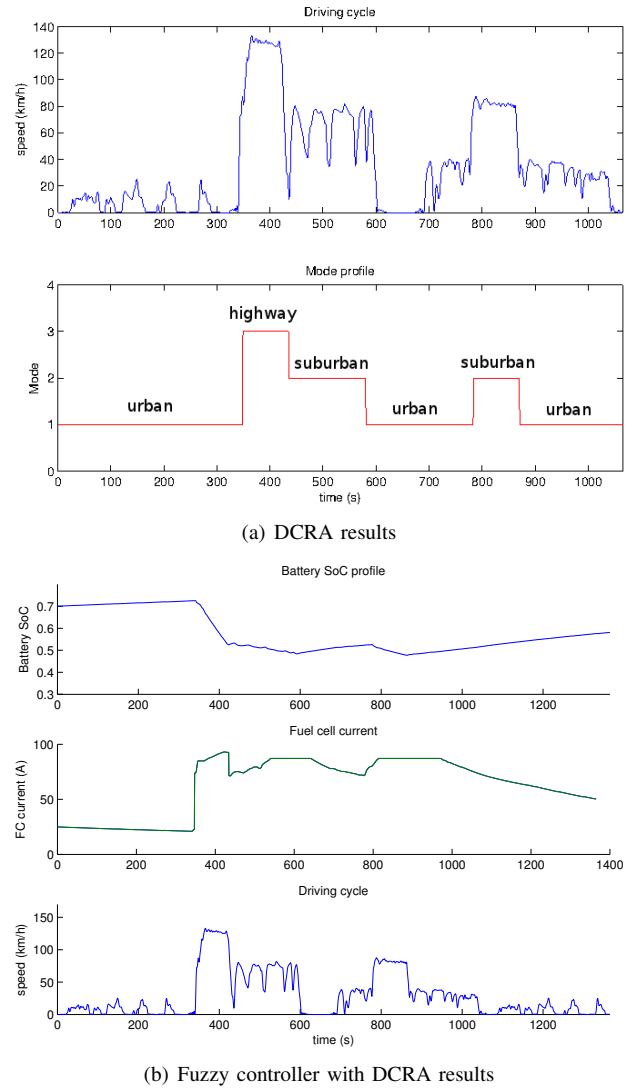 Driving cycle
speed (km/h)
140
120
100
80
60
40
20
0
0 100 200 300 400 500 600 700 800 900 1000
Mode profile
Mode
4
3
2
1
0
highway
suburban
suburban
urban
urban
urban
0 100 200 300 400 500 600 700 800 900 1000
time (s)
(a) DCRA results
Battery SoC profile
Battery SoC
0.7
0.6
0.5
0.4
0.3
0 200 400 600 800 1000 1200
Fuel cell current
FC current (A)
100
50
0
0 200 400 600 800 1000 1200 1400
Driving cycle
speed (km/h)
150
100
50
0
0 200 400 600 800 1000 1200
time (s)
(b) Fuzzy controller with DCRA results